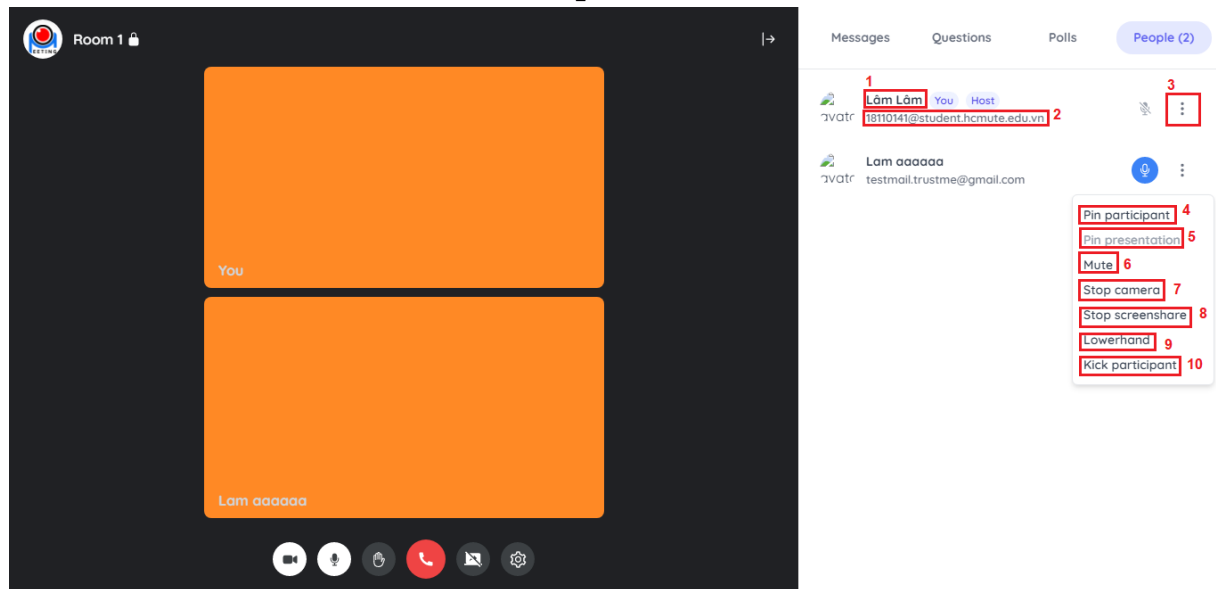 EETING
Room 1
Messages Questions Polls People (2)
1
3
Lâm Lâm You Host
18110141@student.hcmute.edu.vn 2
Lam aaaaaa
testmail.trustme@gmail.com
Pin participant 4
Pin presentation 5
Mute 6
Stop camera 7
Stop screenshare 8
Lowerhand 9
Kick participant 10
You
Lam aaaaaa